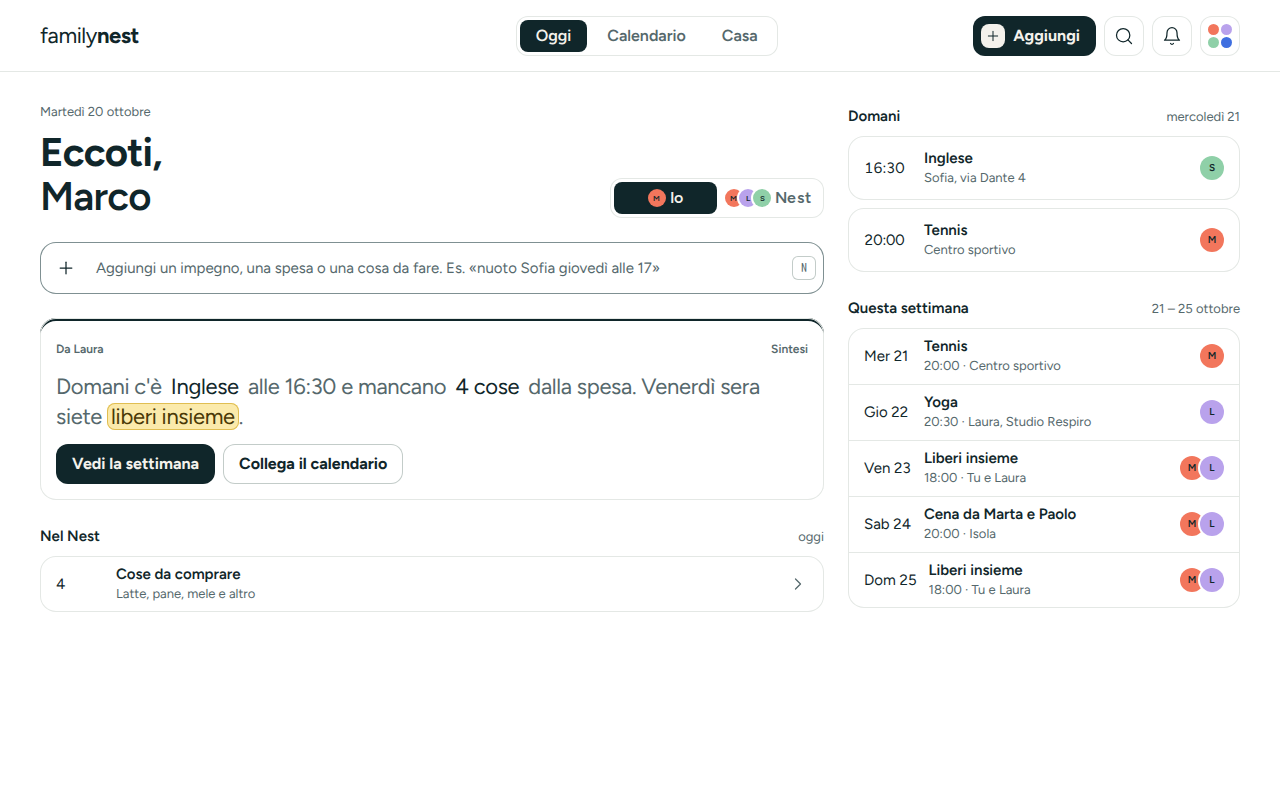 familynest
Oggi
Calendario
Casa
Aggiungi
Martedì 20 ottobre
Eccoti,
Marco
M Io
M L S Nest
Aggiungi un impegno, una spesa o una cosa da fare. Es. «nuoto Sofia giovedì alle 17»
N
Da Laura
Sintesi
Domani c'è Inglese alle 16:30 e mancano 4 cose dalla spesa. Venerdì sera
siete liberi insieme.
Vedi la settimana
Collega il calendario
Nel Nest
oggi
4
Cose da comprare
Latte, pane, mele e altro
Domani
mercoledì 21
16:30
Inglese
Sofia, via Dante 4
S
20:00
Tennis
Centro sportivo
M
Questa settimana
21 – 25 ottobre
Mer 21
Tennis
20:00 · Centro sportivo
M
Gio 22
Yoga
20:30 · Laura, Studio Respiro
L
Ven 23
Liberi insieme
18:00 · Tu e Laura
M L
Sab 24
Cena da Marta e Paolo
20:00 · Isola
M L
Dom 25
Liberi insieme
18:00 · Tu e Laura
M L